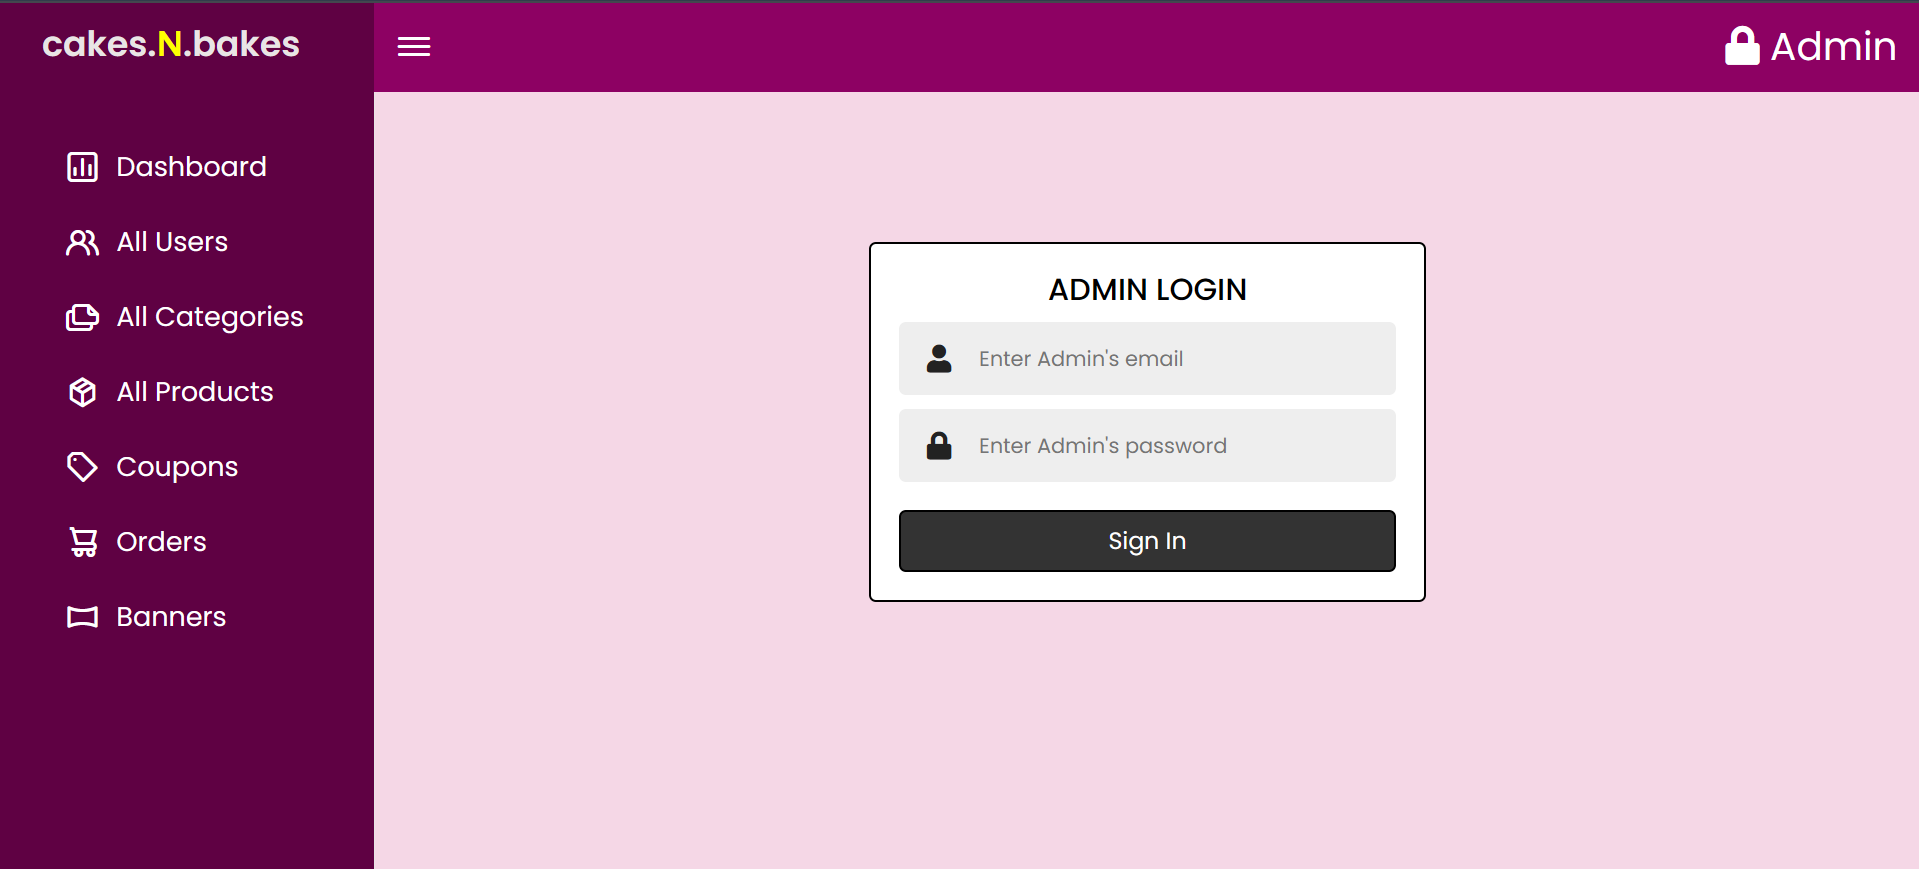 cakes.N.bakes
Admin
Dashboard
All Users
All Categories
All Products
Coupons
Orders
Banners
ADMIN LOGIN
Enter Admin's email
Enter Admin's password
Sign In